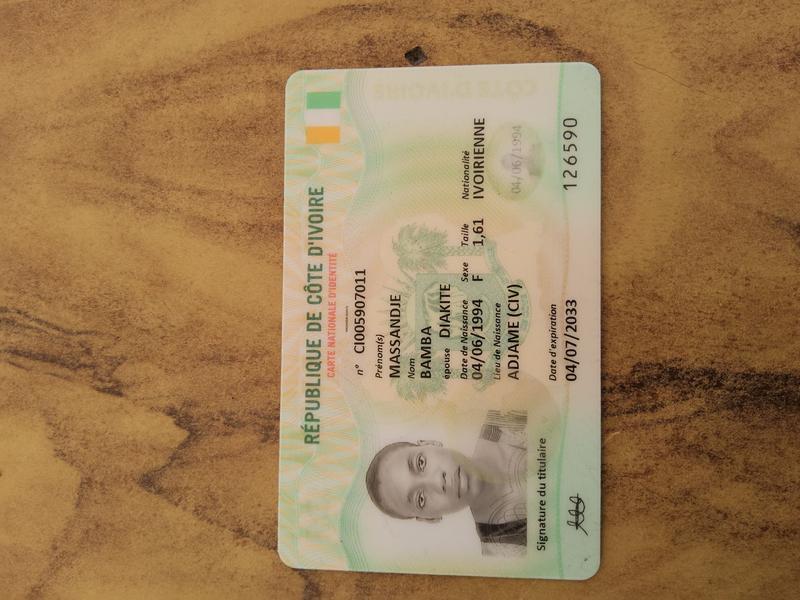 RÉPUBLIQUE DE CÔTE D'IVOIRE
CARTE NATIONALE D'IDENTITÉ
n° CI005907011
Prénom(s)
MASSANDJE
Nom
BAMBA
épouse DIAKITE
Date de Naissance Sexe Taille Nationalité
04/06/1994 F 1,61 IVOIRIENNE
Lieu de Naissance
ADJAME (CIV)
04/06/1994
Date d'expiration
04/07/2033
126590
Signature du titulaire
CÔTE D'IVOIRE